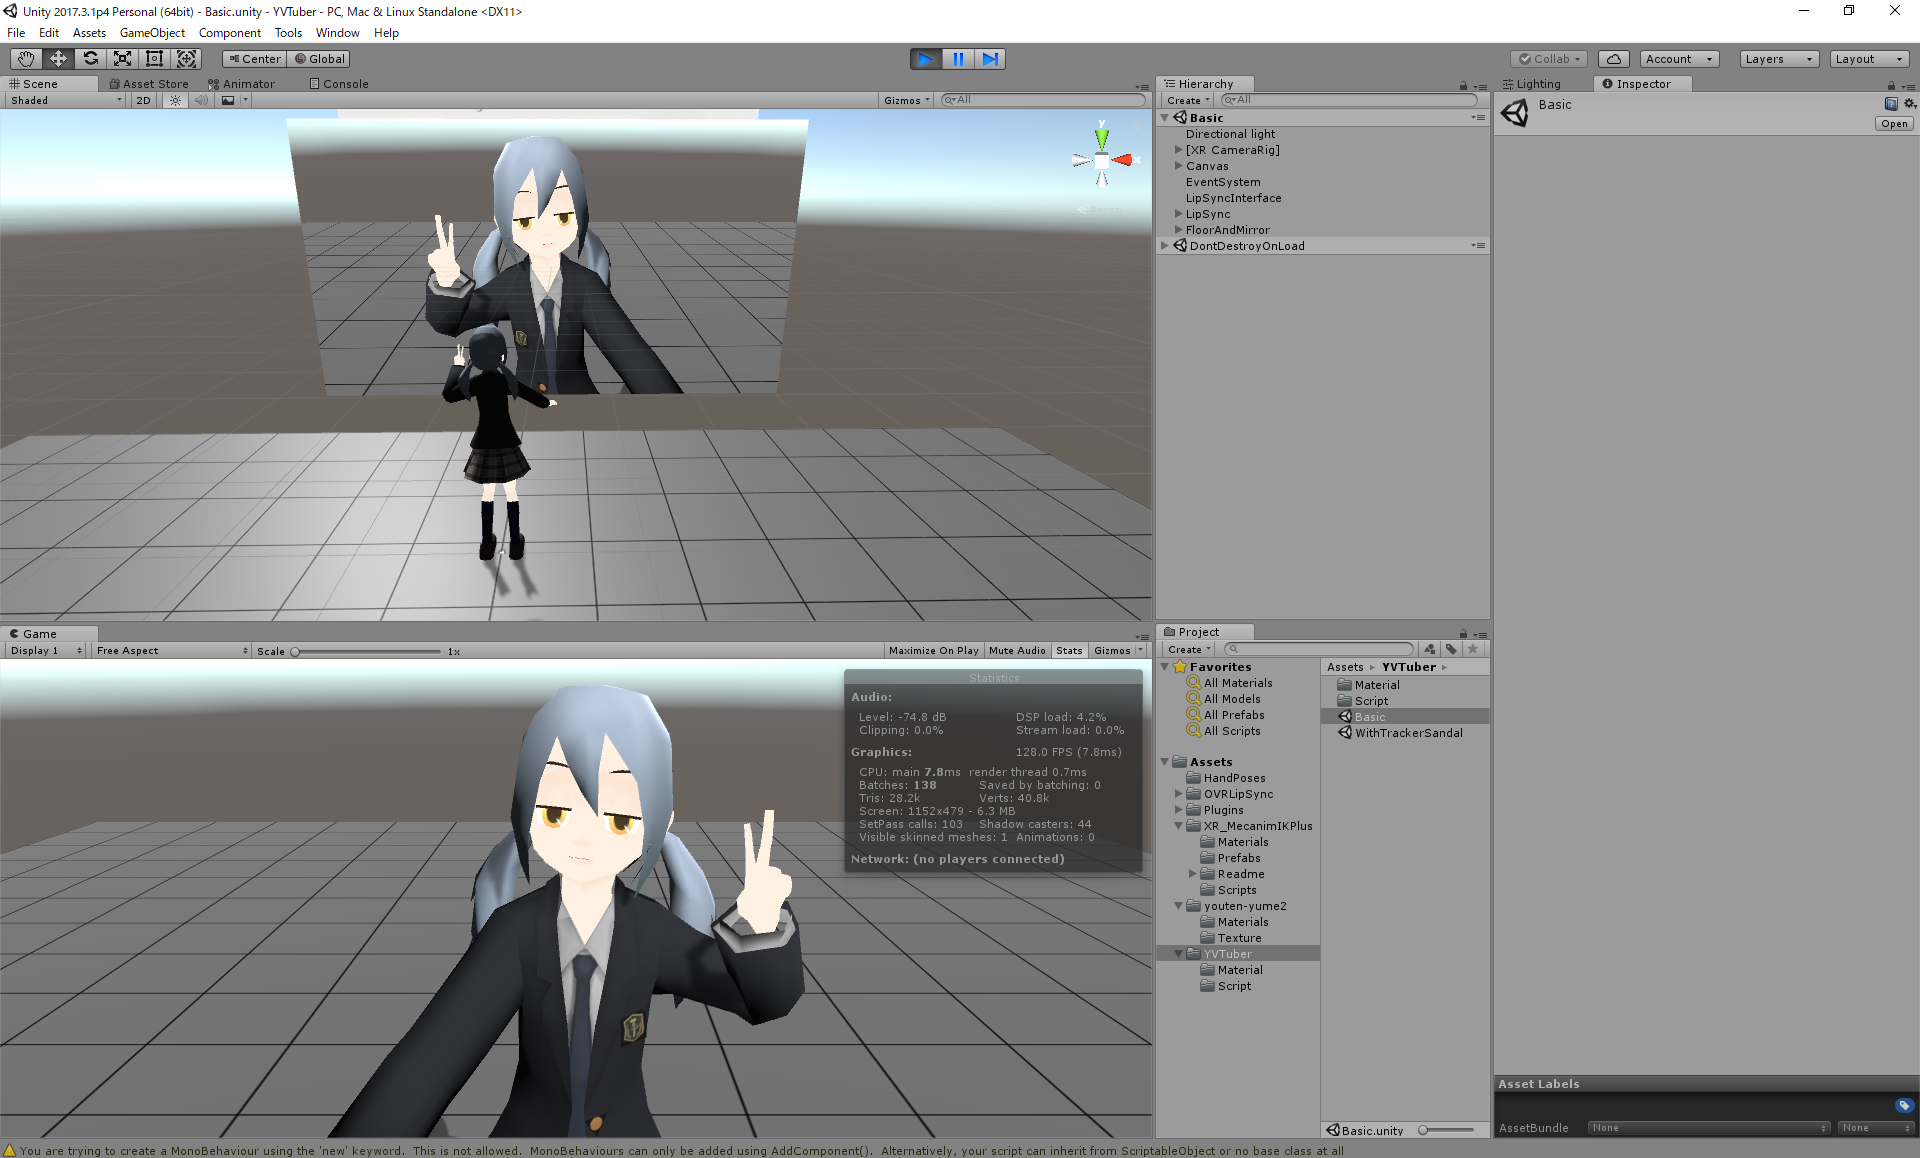 Unity 2017.3.1p4 Personal (64bit) - Basic.unity - YVTuber - PC, Mac & Linux Standalone <DX11>
File Edit Assets GameObject Component Tools Window Help
Center Global
Collab Account Layers Layout
Scene Asset Store Animator Console
Shaded 2D Gizmos All
y
x
Hierarchy
Create All
Basic
Directional light
[XR CameraRig]
Canvas
EventSystem
LipSyncInterface
LipSync
FloorAndMirror
DontDestroyOnLoad
Lighting Inspector
Basic
Open
Game
Display 1 Free Aspect Scale 1x Maximize On Play Mute Audio Stats Gizmos
Statistics
Audio:
Level: -74.8 dB DSP load: 4.2%
Clipping: 0.0% Stream load: 0.0%
Graphics: 128.0 FPS (7.8ms)
CPU: main 7.8ms render thread 0.7ms
Batches: 138 Saved by batching: 0
Tris: 28.2k Verts: 40.8k
Screen: 1152x479 - 6.3 MB
SetPass calls: 103 Shadow casters: 44
Visible skinned meshes: 1 Animations: 0
Network: (no players connected)
Project
Create
Favorites
All Materials
All Models
All Prefabs
All Scripts
Assets
HandPoses
OVRLipSync
Plugins
XR_MecanimIKPlus
Materials
Prefabs
Readme
Scripts
youten-yume2
Materials
Texture
YVTuber
Material
Script
Assets YVTuber
Material
Script
Basic
WithTrackerSandal
Basic.unity
Asset Labels
AssetBundle None None
You are trying to create a MonoBehaviour using the 'new' keyword. This is not allowed. MonoBehaviours can only be added using AddComponent(). Alternatively, your script can inherit from ScriptableObject or no base class at all